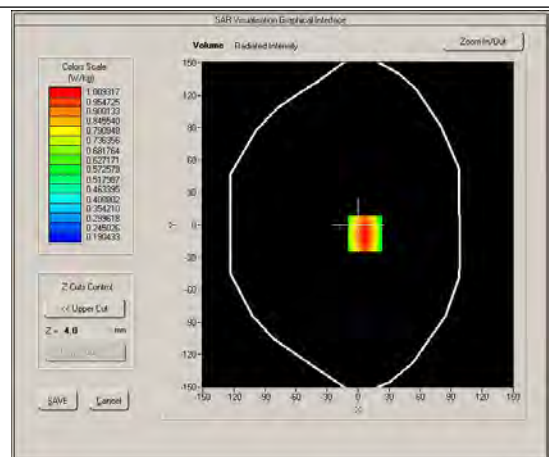 SAR Visualisation Graphical Interface
Volume Radiated Intensity
Zoom In/Out
Colors Scale
(W/kg)
1.009317
0.954725
0.900133
0.845540
0.790948
0.736356
0.681764
0.627171
0.572579
0.517987
0.463395
0.408802
0.354210
0.299618
0.245026
0.190433
150
120
90
60
30
0
-30
-60
-90
-120
-150
Y
-150 -120 -90 -60 -30 0 30 60 90 120 150
X
Z Cuts Control
<< Upper Cut
Z = 4.0 mm
SAVE
Cancel